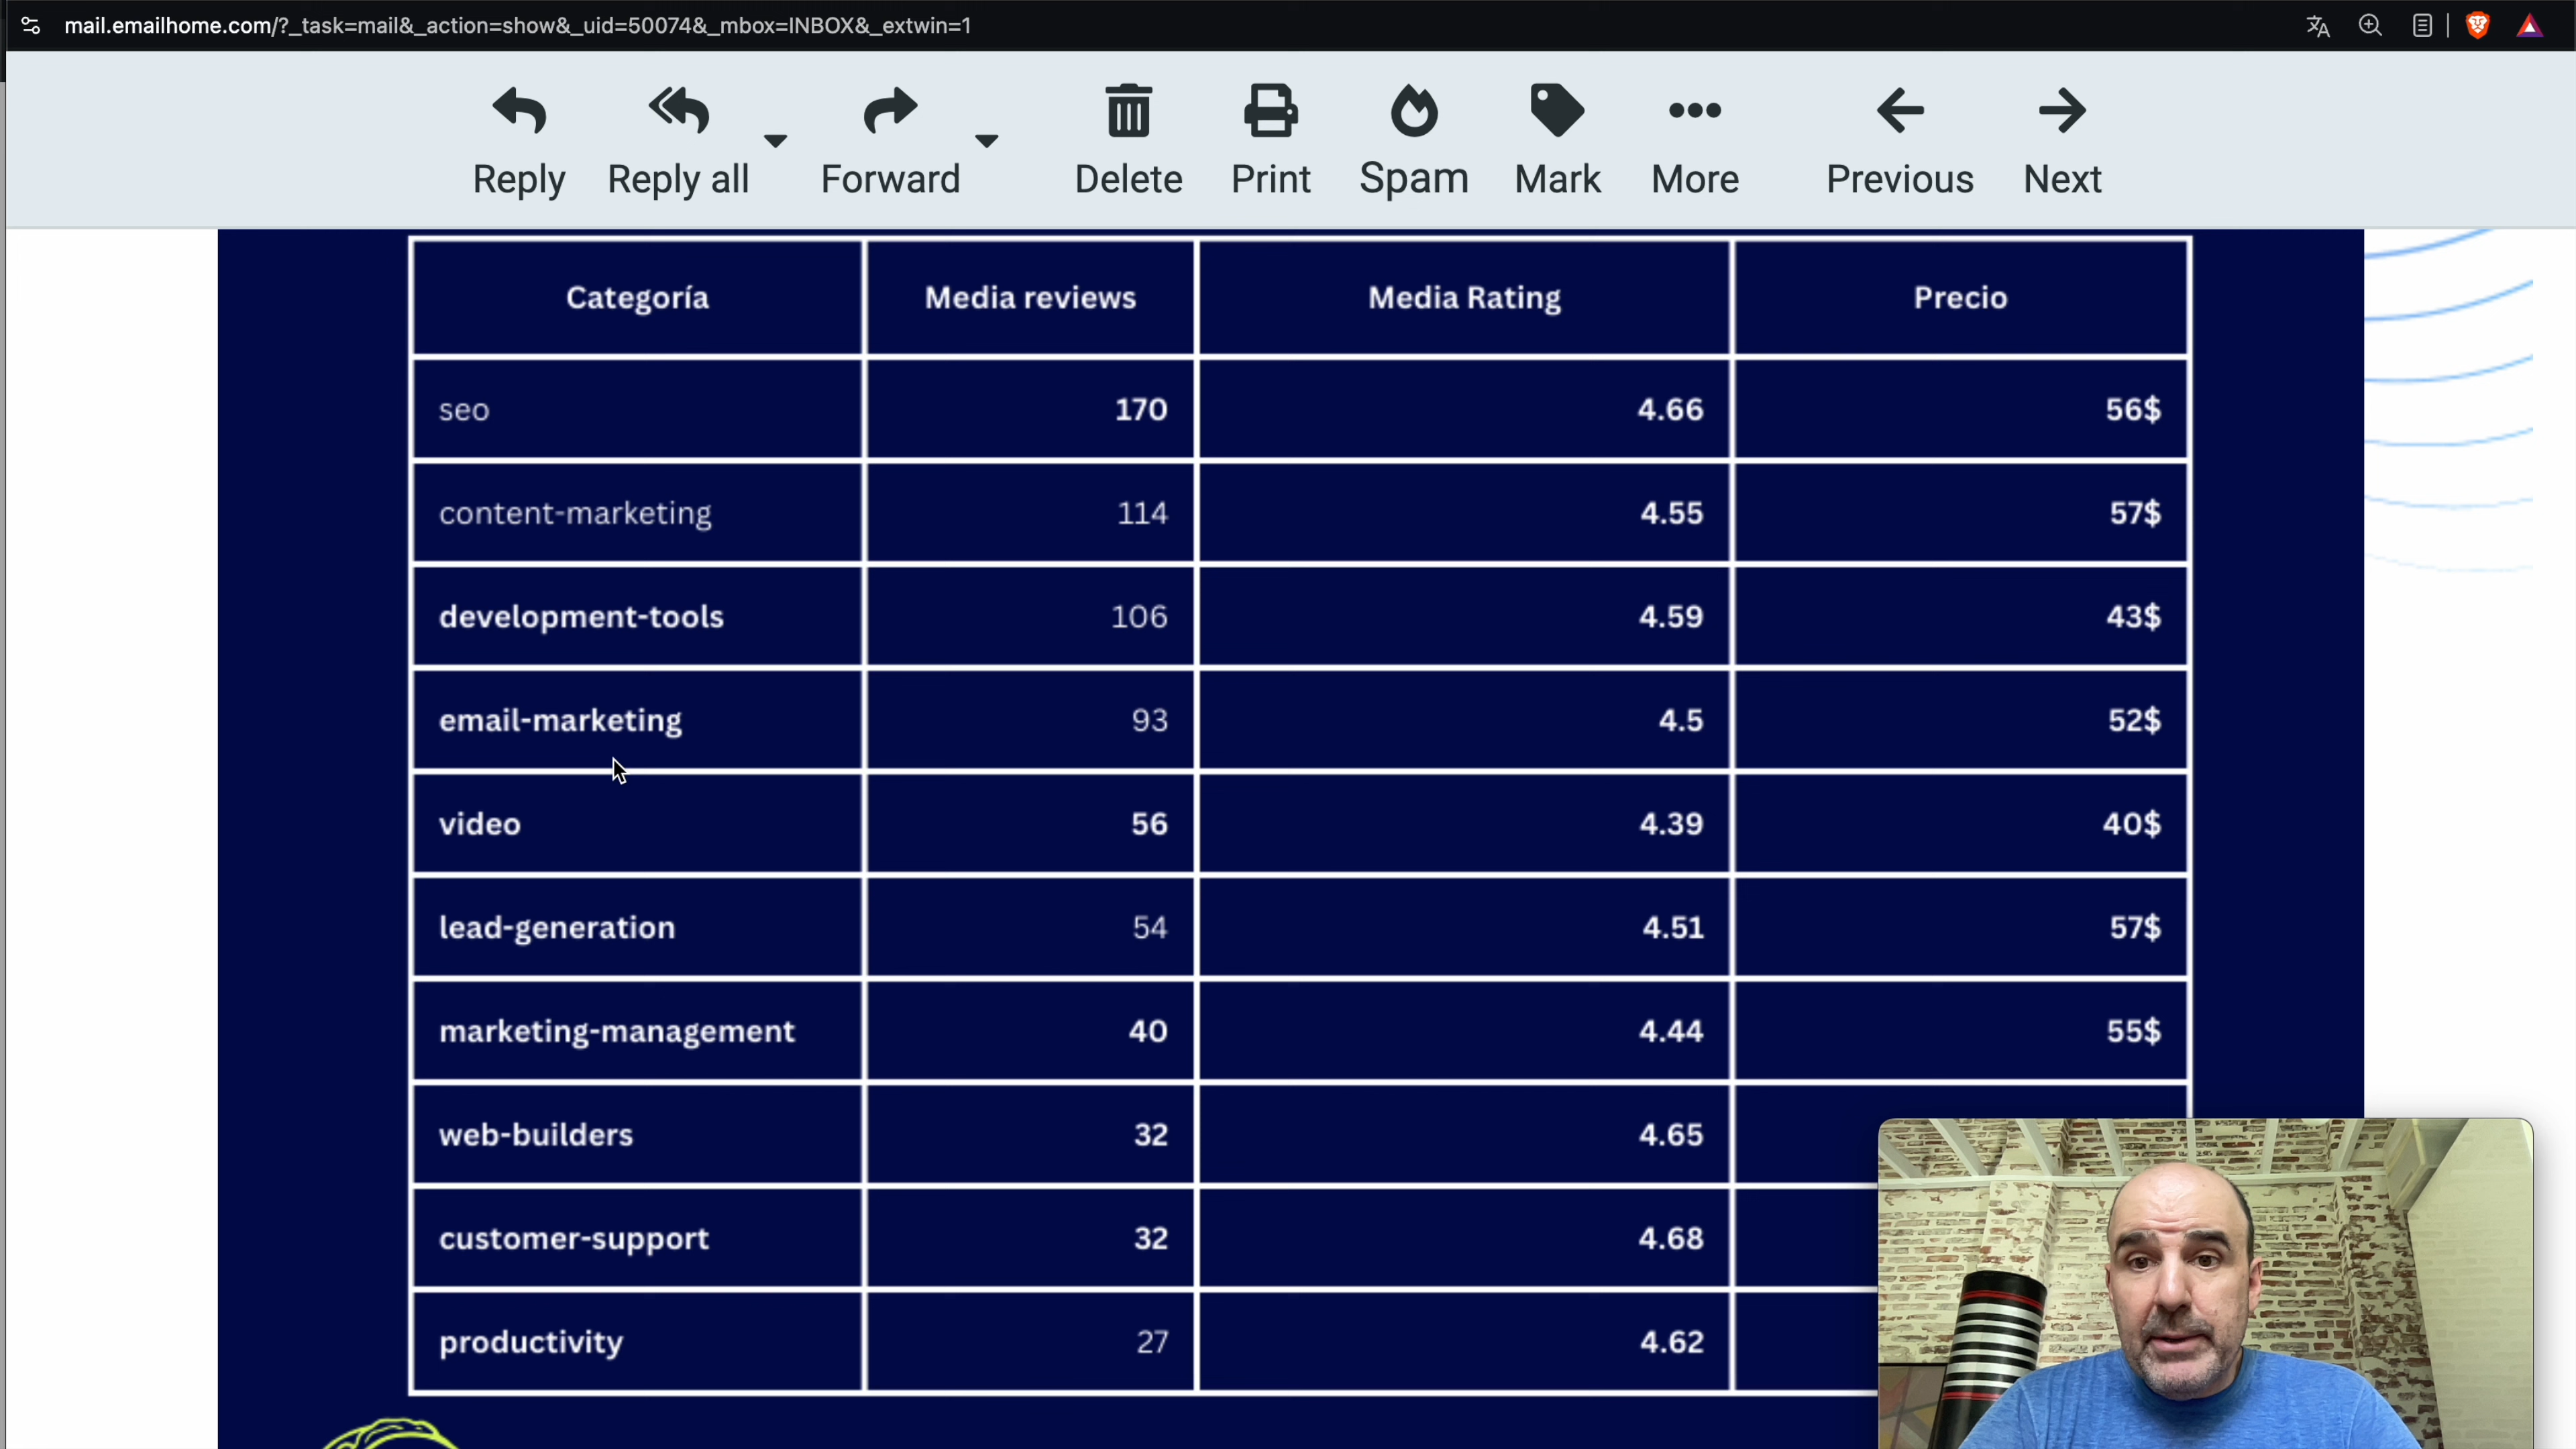 mail.emailhome.com/?_task=mail&_action=show&_uid=50074&_mbox=INBOX&_extwin=1
Reply Reply all Forward Delete Print Spam Mark More Previous Next
Categoría Media reviews Media Rating Precio
seo 170 4.66 56$
content-marketing 114 4.55 57$
development-tools 106 4.59 43$
email-marketing 93 4.5 52$
video 56 4.39 40$
lead-generation 54 4.51 57$
marketing-management 40 4.44 55$
web-builders 32 4.65
customer-support 32 4.68
productivity 27 4.62